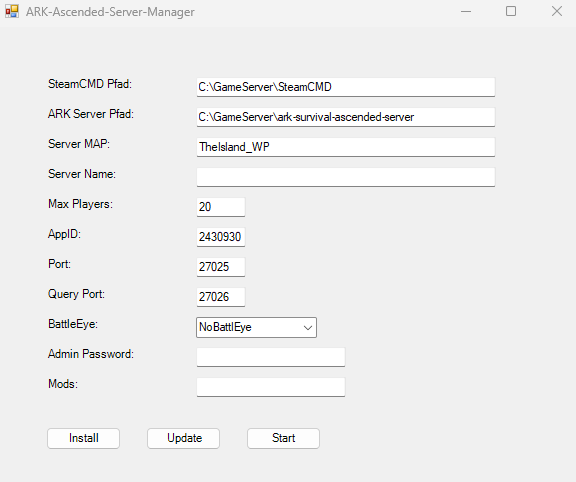 ARK-Ascended-Server-Manager
SteamCMD Pfad: C:\GameServer\SteamCMD
ARK Server Pfad: C:\GameServer\ark-survival-ascended-server
Server MAP: TheIsland_WP
Server Name:
Max Players: 20
AppID: 2430930
Port: 27025
Query Port: 27026
BattleEye: NoBattlEye
Admin Password:
Mods:
Install Update Start